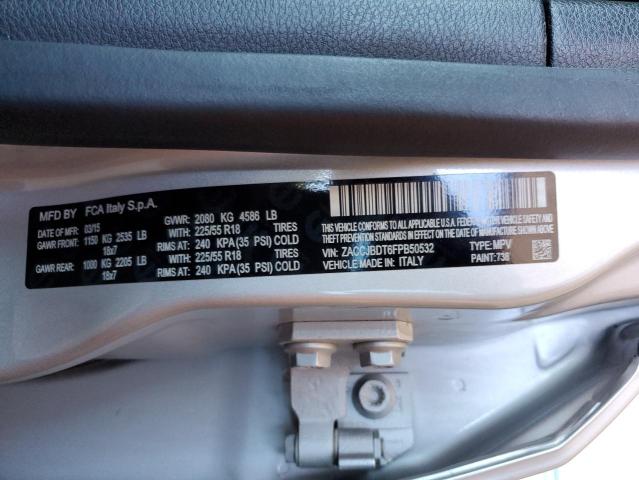 MFD BY FCA Italy S.p.A.
DATE OF MFR: 03/15 GVWR: 2080 KG 4586 LB
GAWR FRONT: 1150 KG 2535 LB 225/55 R18 TIRES
18x7 RIMS AT: 240 KPA(35 PSI) COLD
GAWR REAR: 1000 KG 2205 LB 225/55 R18 TIRES
18x7 RIMS AT: 240 KPA(35 PSI) COLD
THIS VEHICLE CONFORMS TO ALL APPLICABLE U.S.A. FEDERAL MOTOR
VEHICLE SAFETY, BUMPER, AND THEFT PREVENTION STANDARDS IN
EFFECT ON THE DATE OF MANUFACTURE SHOWN ABOVE.
VIN: ZACCJBDT6FPB50532 TYPE: MPV
VEHICLE MADE IN: ITALY PAINT:738